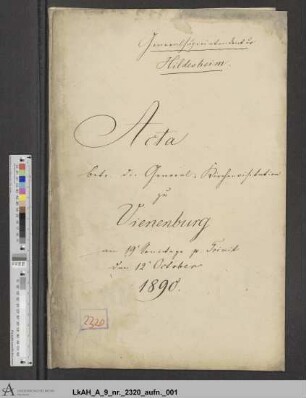 Generalsuperintendentur
Hildesheim.
Acta
betr. die General-Kirchenvisitation
zu
Vienenburg
am 19 Sonntage p. Trinit
den 12 October
1890.
2320
LkAH_A_9_nr._2320_aufn._001